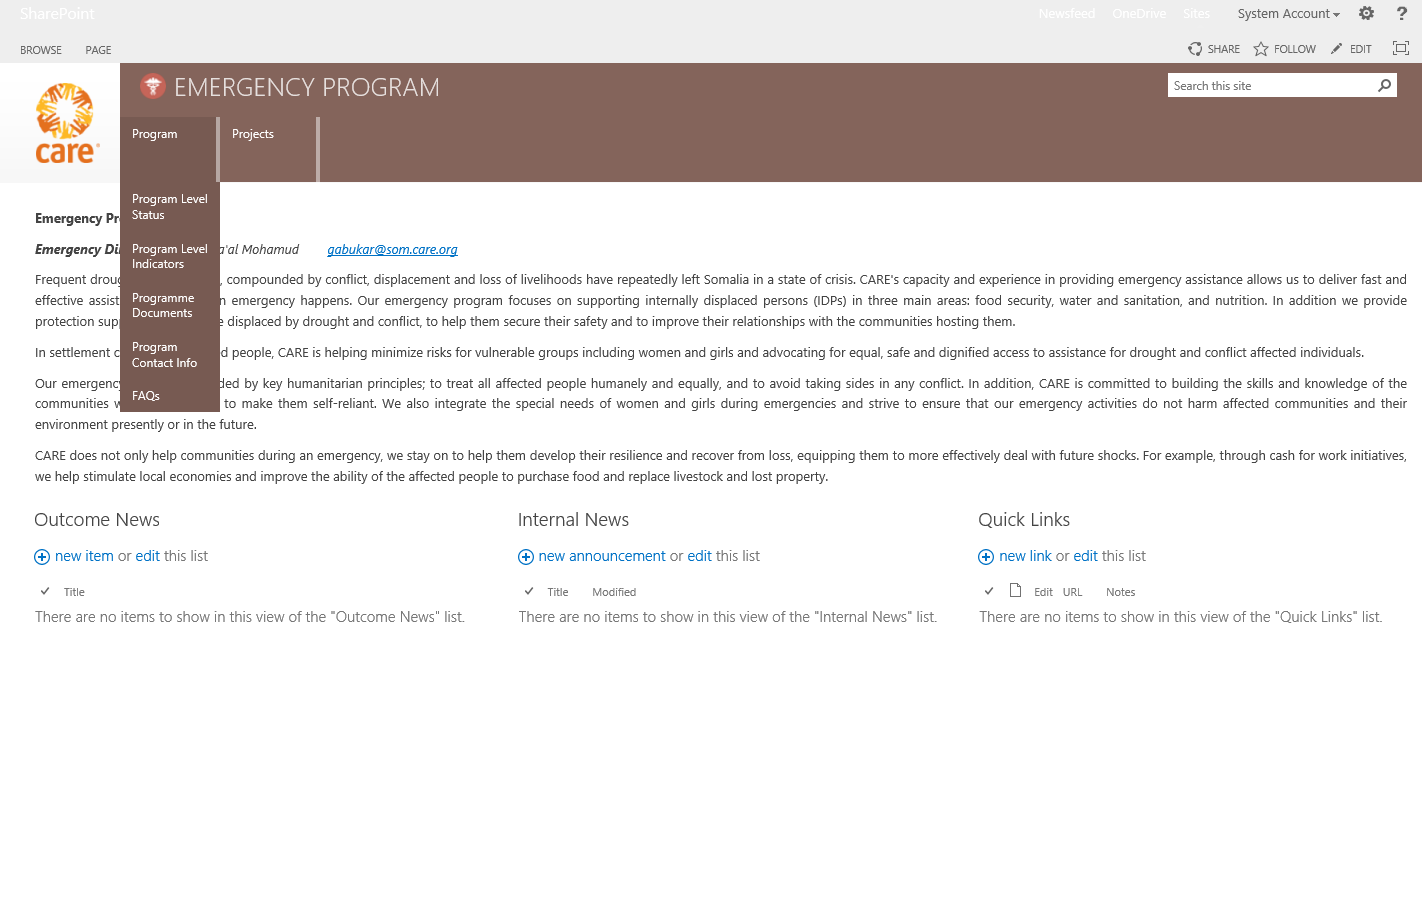 SharePoint
Newsfeed OneDrive Sites System Account ?
BROWSE PAGE
SHARE FOLLOW EDIT
care
EMERGENCY PROGRAM
Search this site
Program
Projects
Program Level
Status
Program Level
Indicators
Programme
Documents
Program
Contact Info
FAQs
Emergency
Emergency a'al Mohamud gabukar@som.care.org
Frequent , compounded by conflict, displacement and loss of livelihoods have repeatedly left Somalia in a state of crisis. CARE's capacity and experience in providing emergency assistance allows us to deliver fast and
effective n emergency happens. Our emergency program focuses on supporting internally displaced persons (IDPs) in three main areas: food security, water and sanitation, and nutrition. In addition we provide
protection e displaced by drought and conflict, to help them secure their safety and to improve their relationships with the communities hosting them.
In settlement ed people, CARE is helping minimize risks for vulnerable groups including women and girls and advocating for equal, safe and dignified access to assistance for drought and conflict affected individuals.
Our emergency ded by key humanitarian principles; to treat all affected people humanely and equally, and to avoid taking sides in any conflict. In addition, CARE is committed to building the skills and knowledge of the
communities to make them self-reliant. We also integrate the special needs of women and girls during emergencies and strive to ensure that our emergency activities do not harm affected communities and their
environment presently or in the future.
CARE does not only help communities during an emergency, we stay on to help them develop their resilience and recover from loss, equipping them to more effectively deal with future shocks. For example, through cash for work initiatives,
we help stimulate local economies and improve the ability of the affected people to purchase food and replace livestock and lost property.
Outcome News
new item or edit this list
Title
There are no items to show in this view of the "Outcome News" list.
Internal News
new announcement or edit this list
Title Modified
There are no items to show in this view of the "Internal News" list.
Quick Links
new link or edit this list
Edit URL Notes
There are no items to show in this view of the "Quick Links" list.